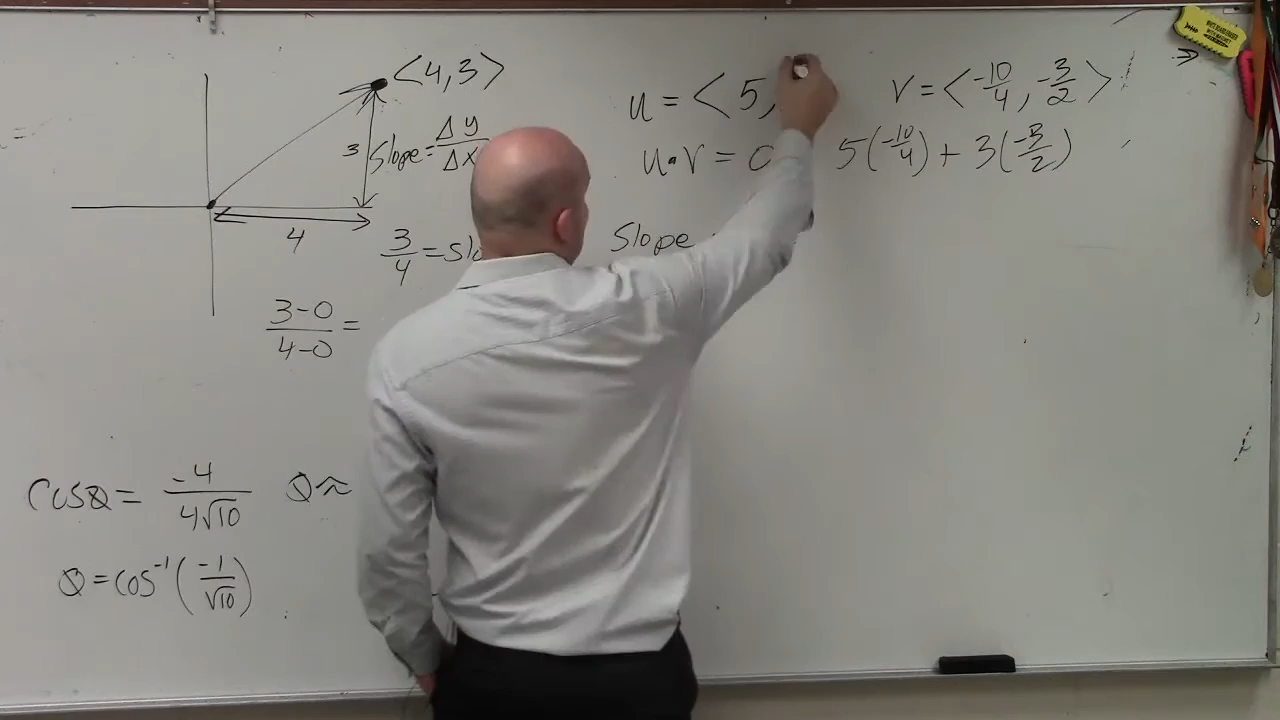 <4,3>
3
Slope = Δy/Δx
4
3/4 = slo
(3-0)/(4-0) =
cosθ = -4/(4√10)
θ≈
θ = cos⁻¹(-1/√10)
u = <5,
v = <-10/4, -3/2>
u•v = 0
5(-10/4) + 3(-3/2)
Slope